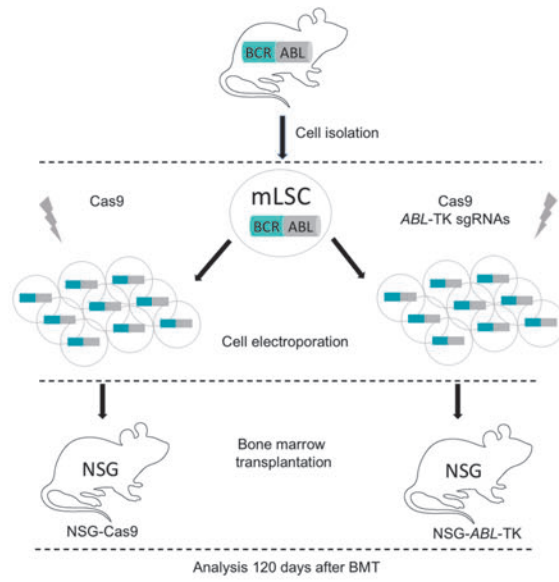 BCR ABL
Cell isolation
Cas9
mLSC
BCR ABL
Cas9
ABL-TK sgRNAs
Cell electroporation
NSG
NSG-Cas9
Bone marrow
transplantation
NSG
NSG-ABL-TK
Analysis 120 days after BMT